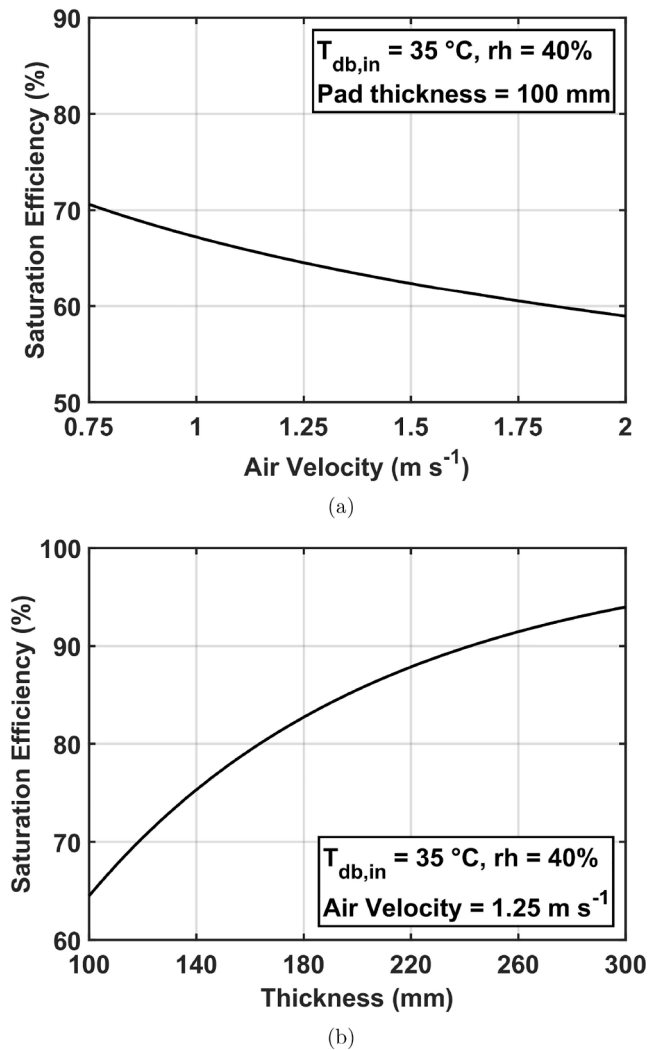 90
T_db,in = 35 °C, rh = 40%
Pad thickness = 100 mm
80
Saturation Efficiency (%)
70
60
50
0.75 1 1.25 1.5 1.75 2
Air Velocity (m s⁻¹)
(a)
100
90
Saturation Efficiency (%)
80
70
T_db,in = 35 °C, rh = 40%
Air Velocity = 1.25 m s⁻¹
60
100 140 180 220 260 300
Thickness (mm)
(b)